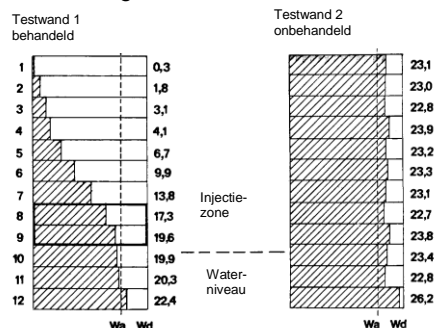 Testwand 1
behandeld
Testwand 2
onbehandeld
1 0,3
2 1,8
3 3,1
4 4,1
5 6,7
6 9,9
7 13,8
8 17,3
9 19,6
10 19,9
11 20,3
12 22,4
Wa Wd
Injectie-
zone
Water-
niveau
23,1
23,0
22,8
23,9
23,2
23,3
23,1
22,7
23,8
23,4
22,8
26,2
Wa Wd